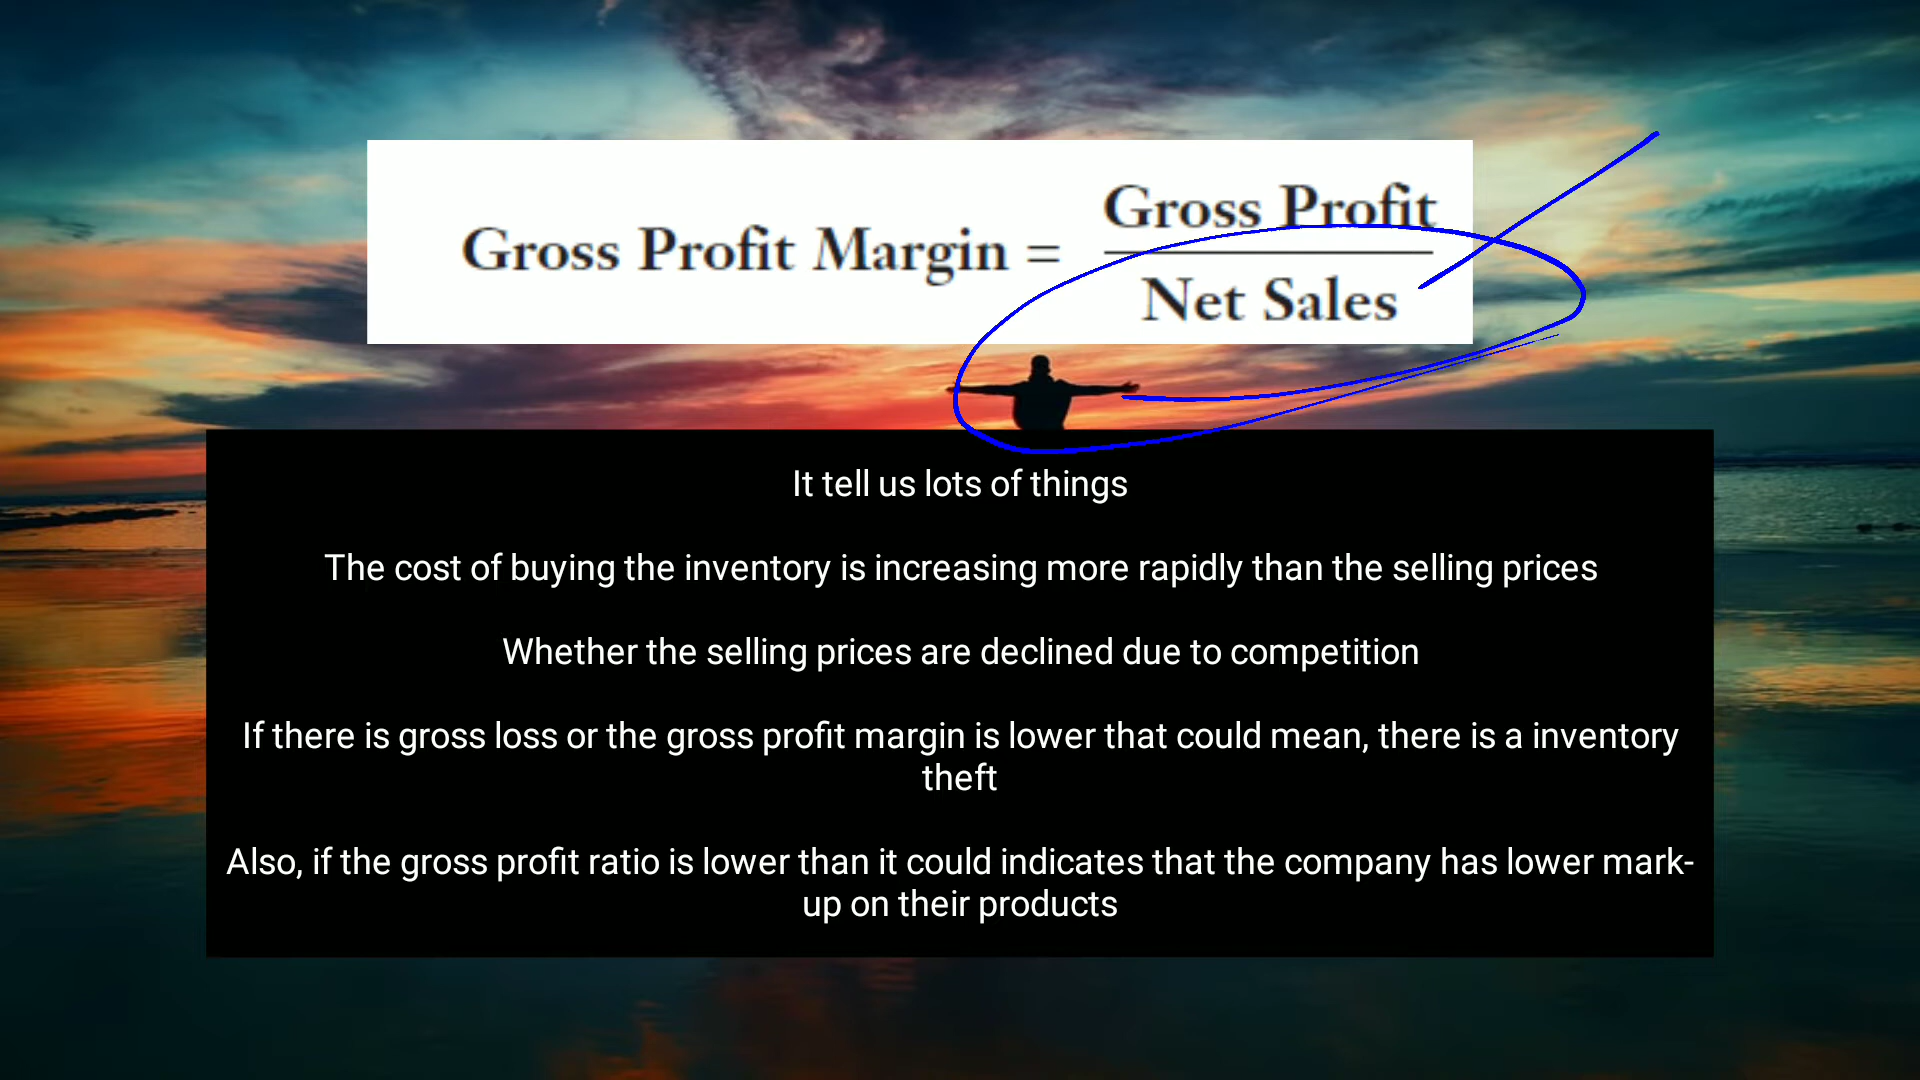 Gross Profit Margin = Gross Profit
Net Sales
It tell us lots of things
The cost of buying the inventory is increasing more rapidly than the selling prices
Whether the selling prices are declined due to competition
If there is gross loss or the gross profit margin is lower that could mean, there is a inventory
theft
Also, if the gross profit ratio is lower than it could indicates that the company has lower mark-
up on their products